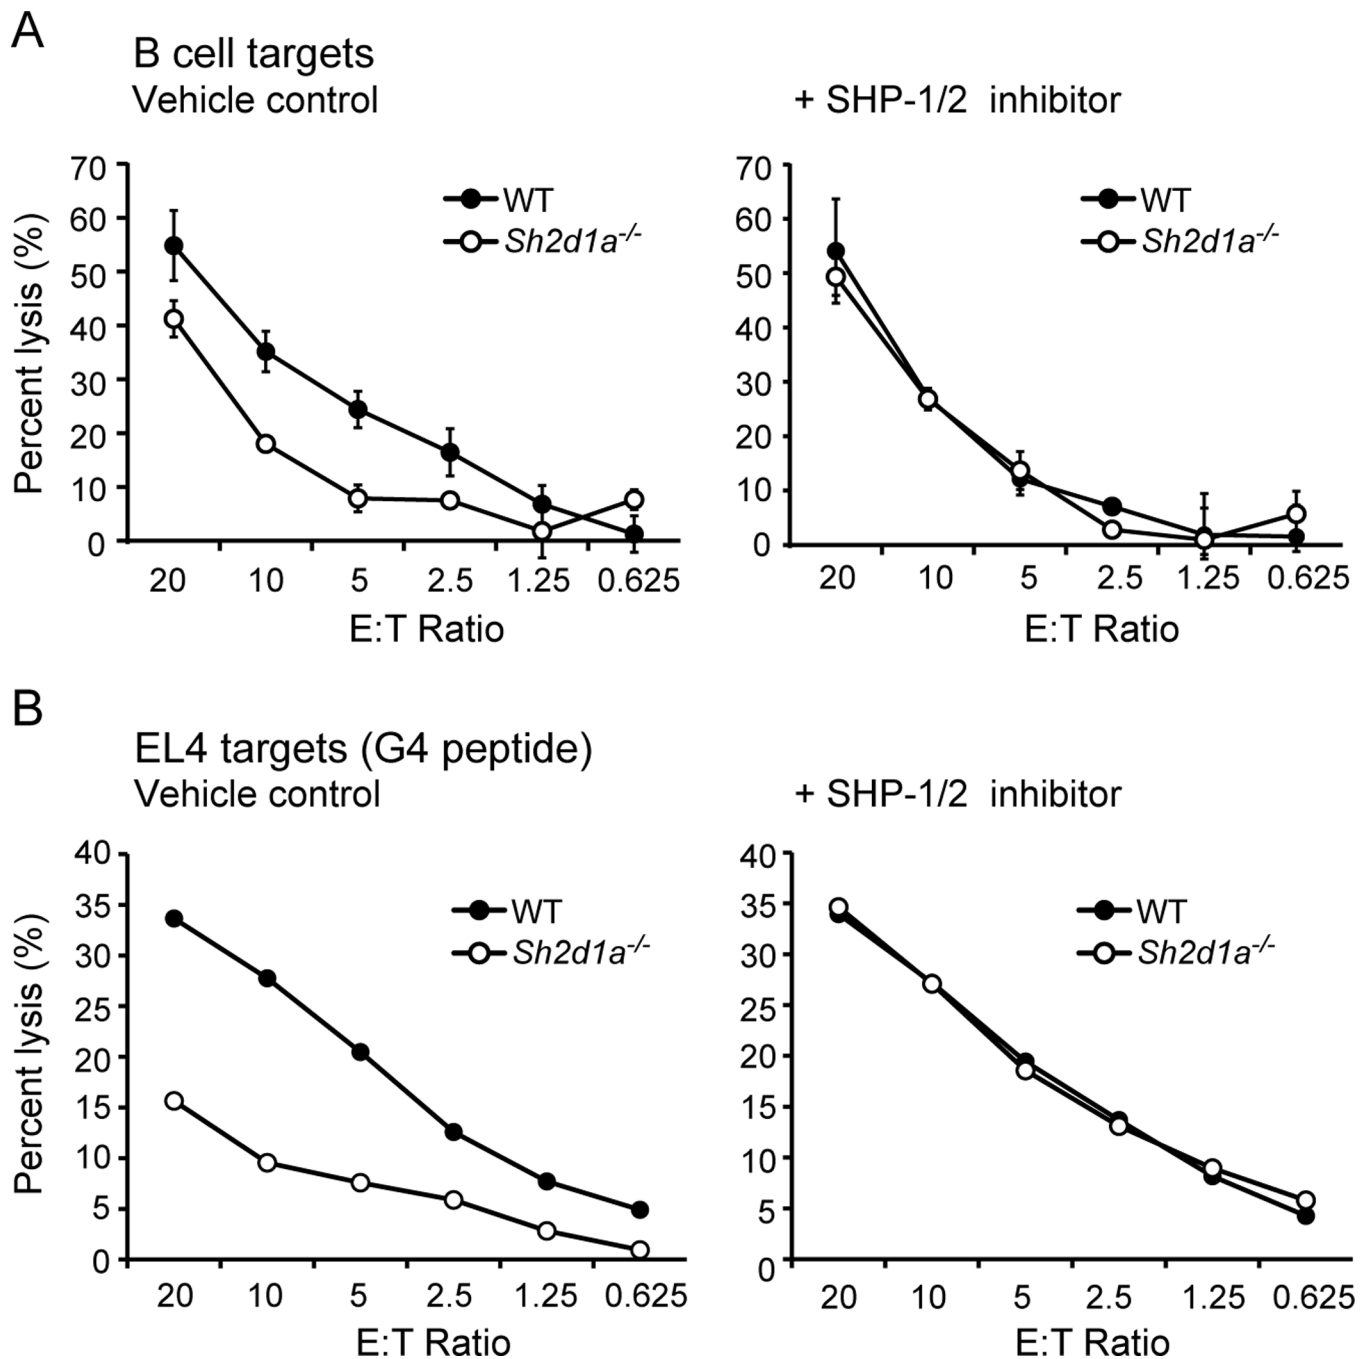 A
B cell targets
Vehicle control
+ SHP-1/2 inhibitor
Percent lysis (%)
70
60
50
40
30
20
10
0
WT
Sh2d1a-/-
20 10 5 2.5 1.25 0.625
E:T Ratio
70
60
50
40
30
20
10
0
WT
Sh2d1a-/-
20 10 5 2.5 1.25 0.625
E:T Ratio
B
EL4 targets (G4 peptide)
Vehicle control
+ SHP-1/2 inhibitor
Percent lysis (%)
40
35
30
25
20
15
10
5
0
WT
Sh2d1a-/-
20 10 5 2.5 1.25 0.625
E:T Ratio
40
35
30
25
20
15
10
5
0
WT
Sh2d1a-/-
20 10 5 2.5 1.25 0.625
E:T Ratio